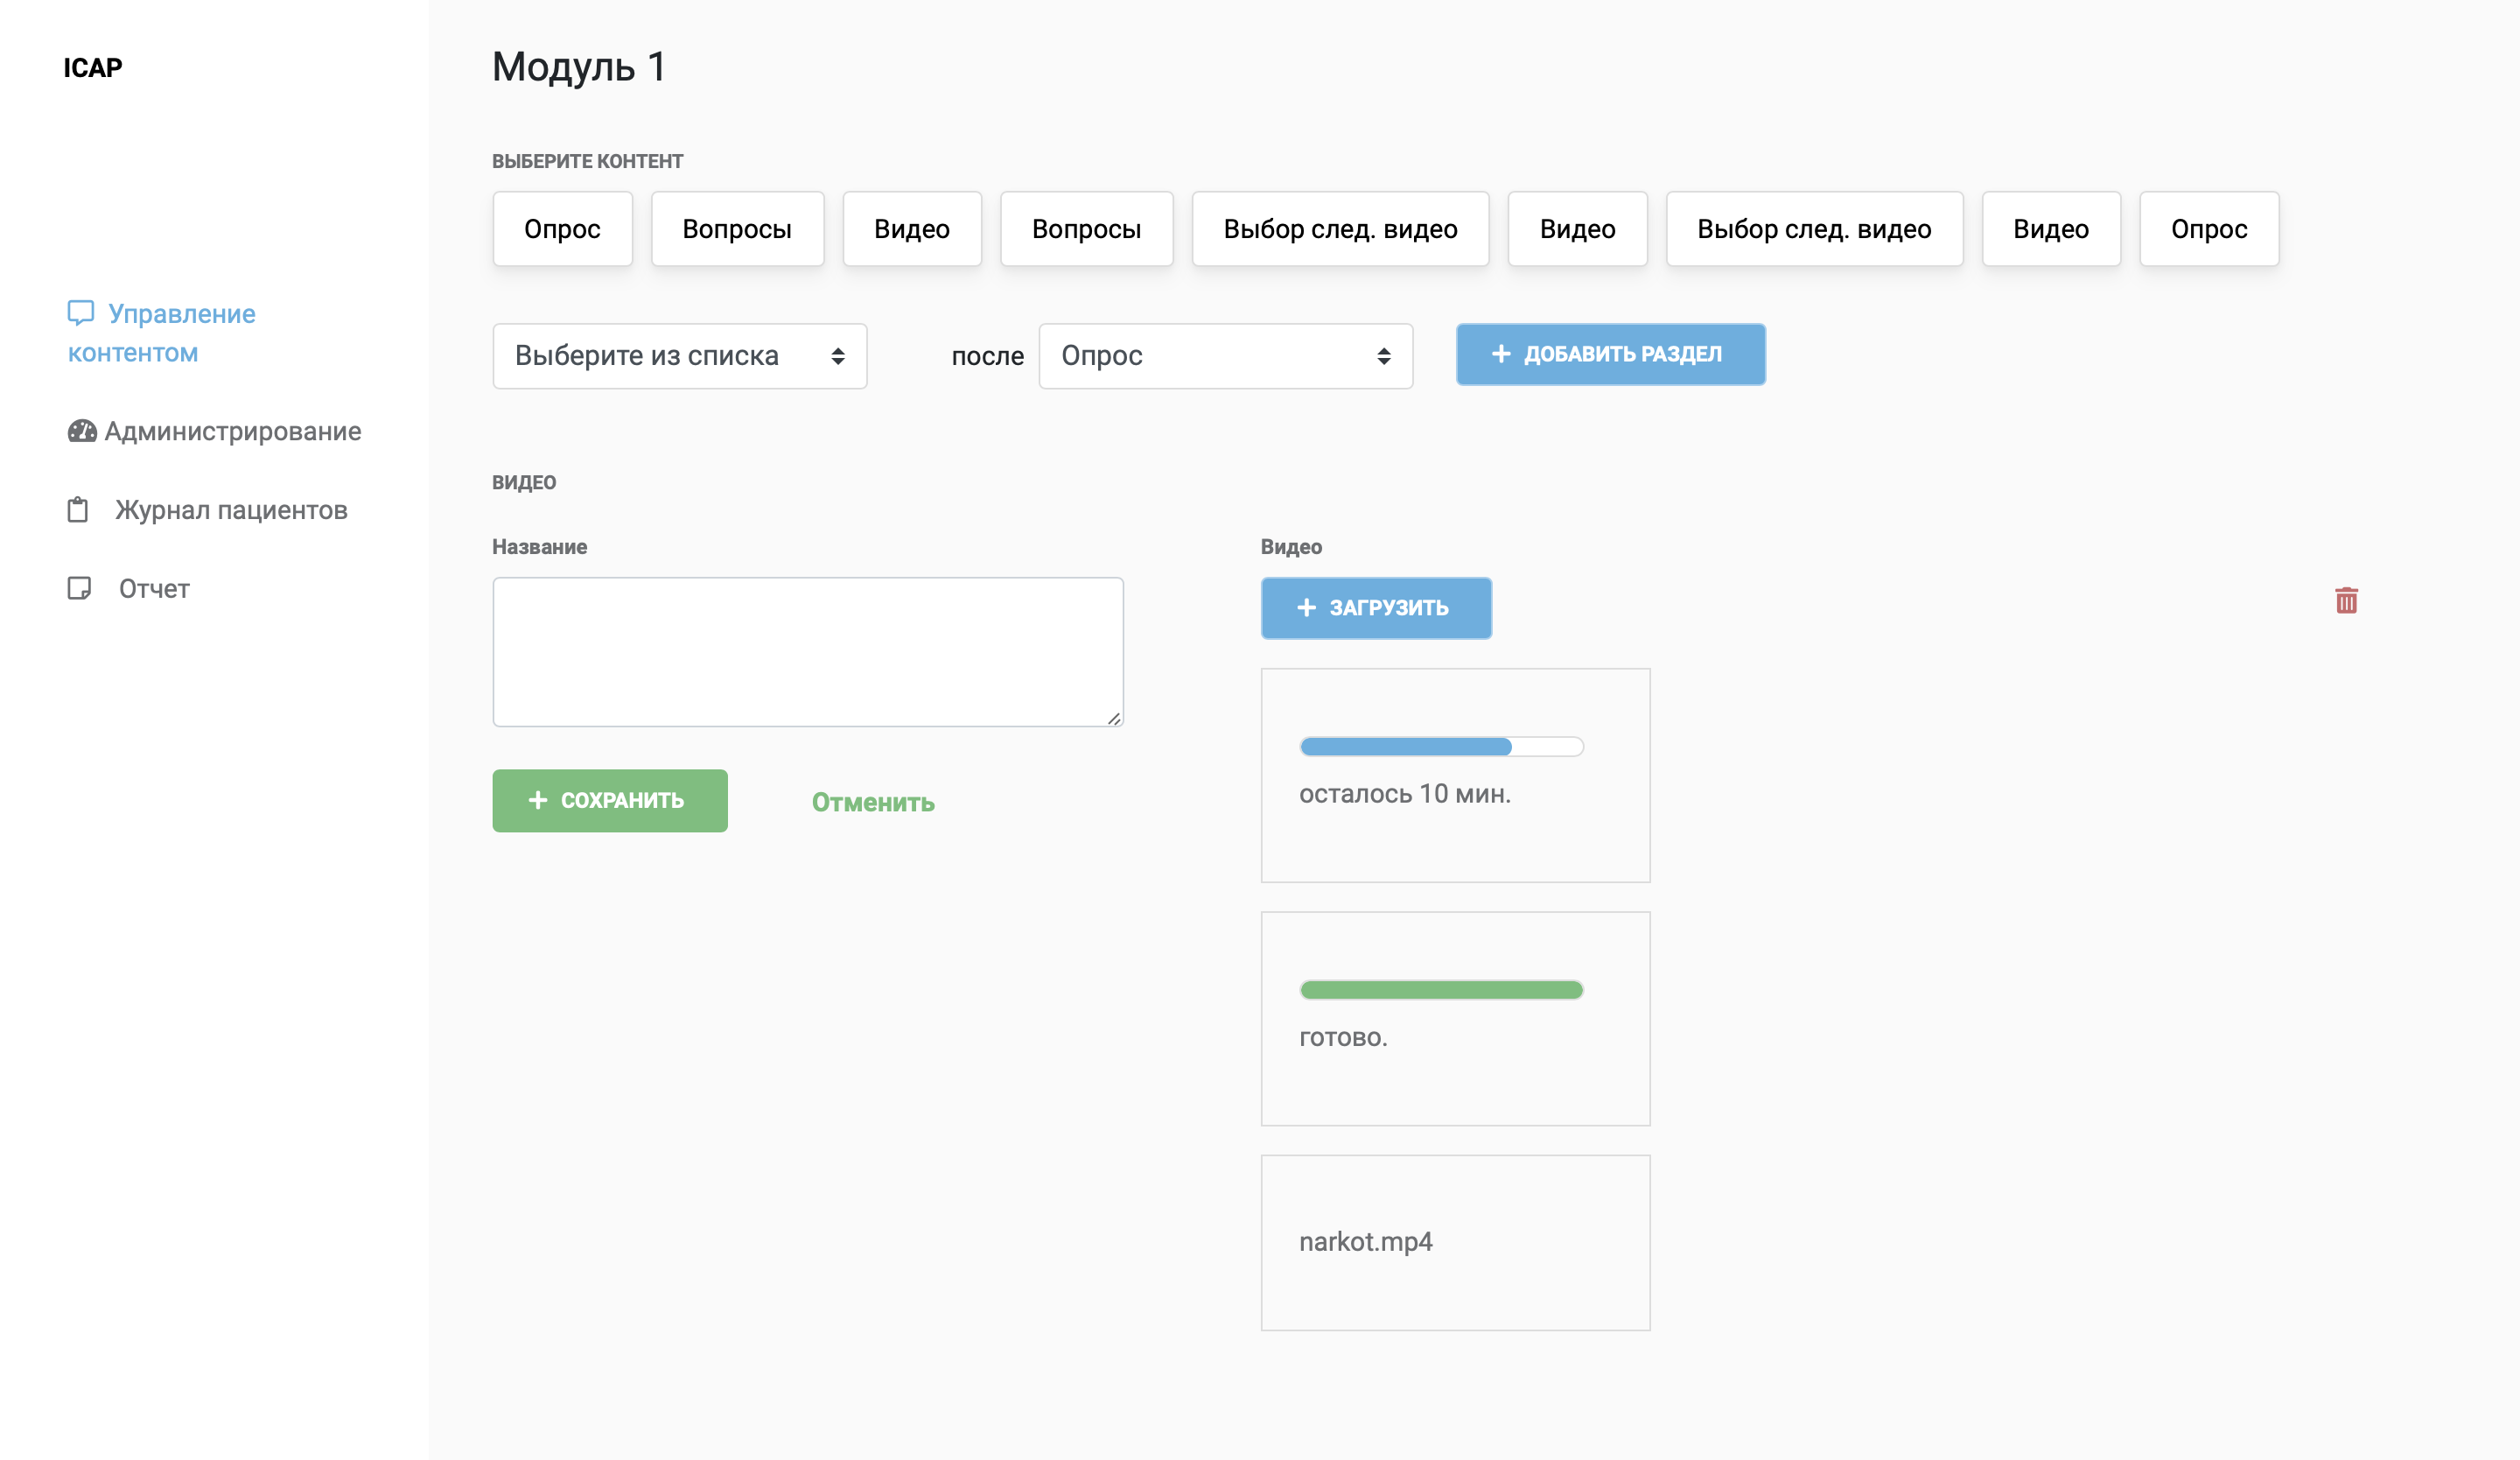 ICAP
Управление
контентом
Администрирование
Журнал пациентов
Отчет
Модуль 1
ВЫБЕРИТЕ КОНТЕНТ
Опрос Вопросы Видео Вопросы Выбор след. видео Видео Выбор след. видео Видео Опрос
Выберите из списка после Опрос + ДОБАВИТЬ РАЗДЕЛ
ВИДЕО
Название
+ СОХРАНИТЬ Отменить
Видео
+ ЗАГРУЗИТЬ
осталось 10 мин.
готово.
narkot.mp4